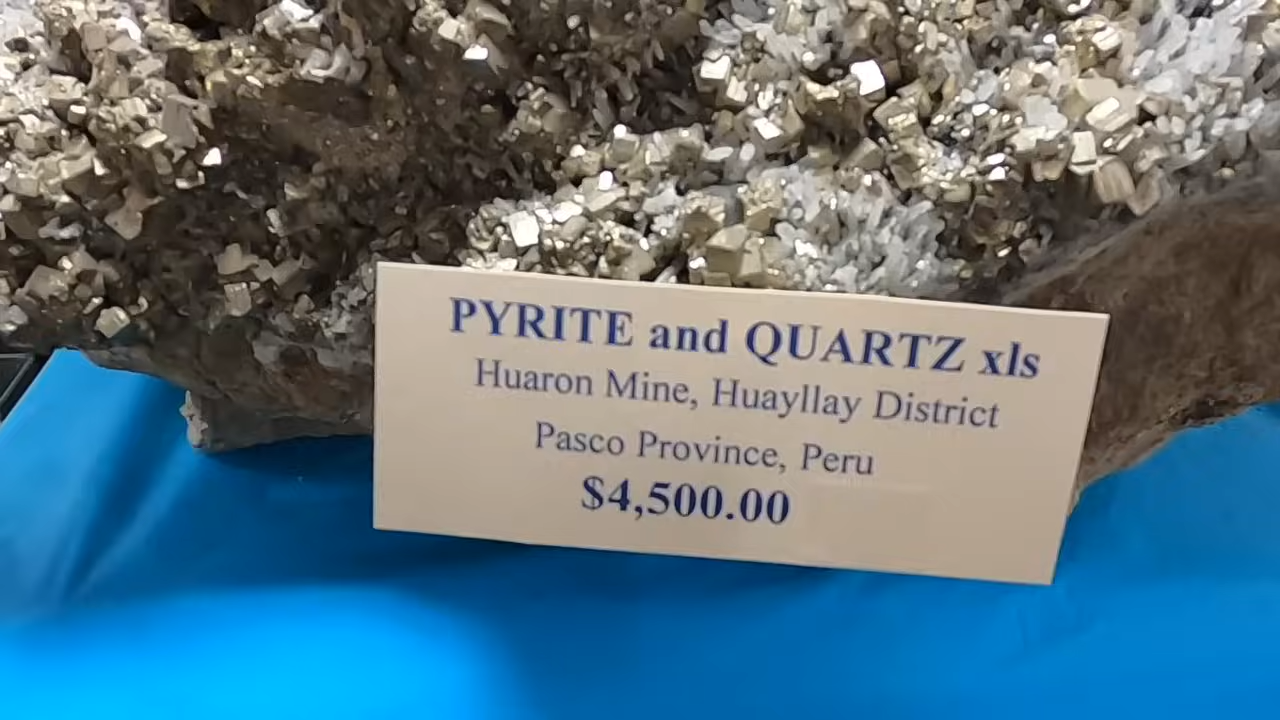 PYRITE and QUARTZ xls
Huaron Mine, Huayllay District
Pasco Province, Peru
$4,500.00